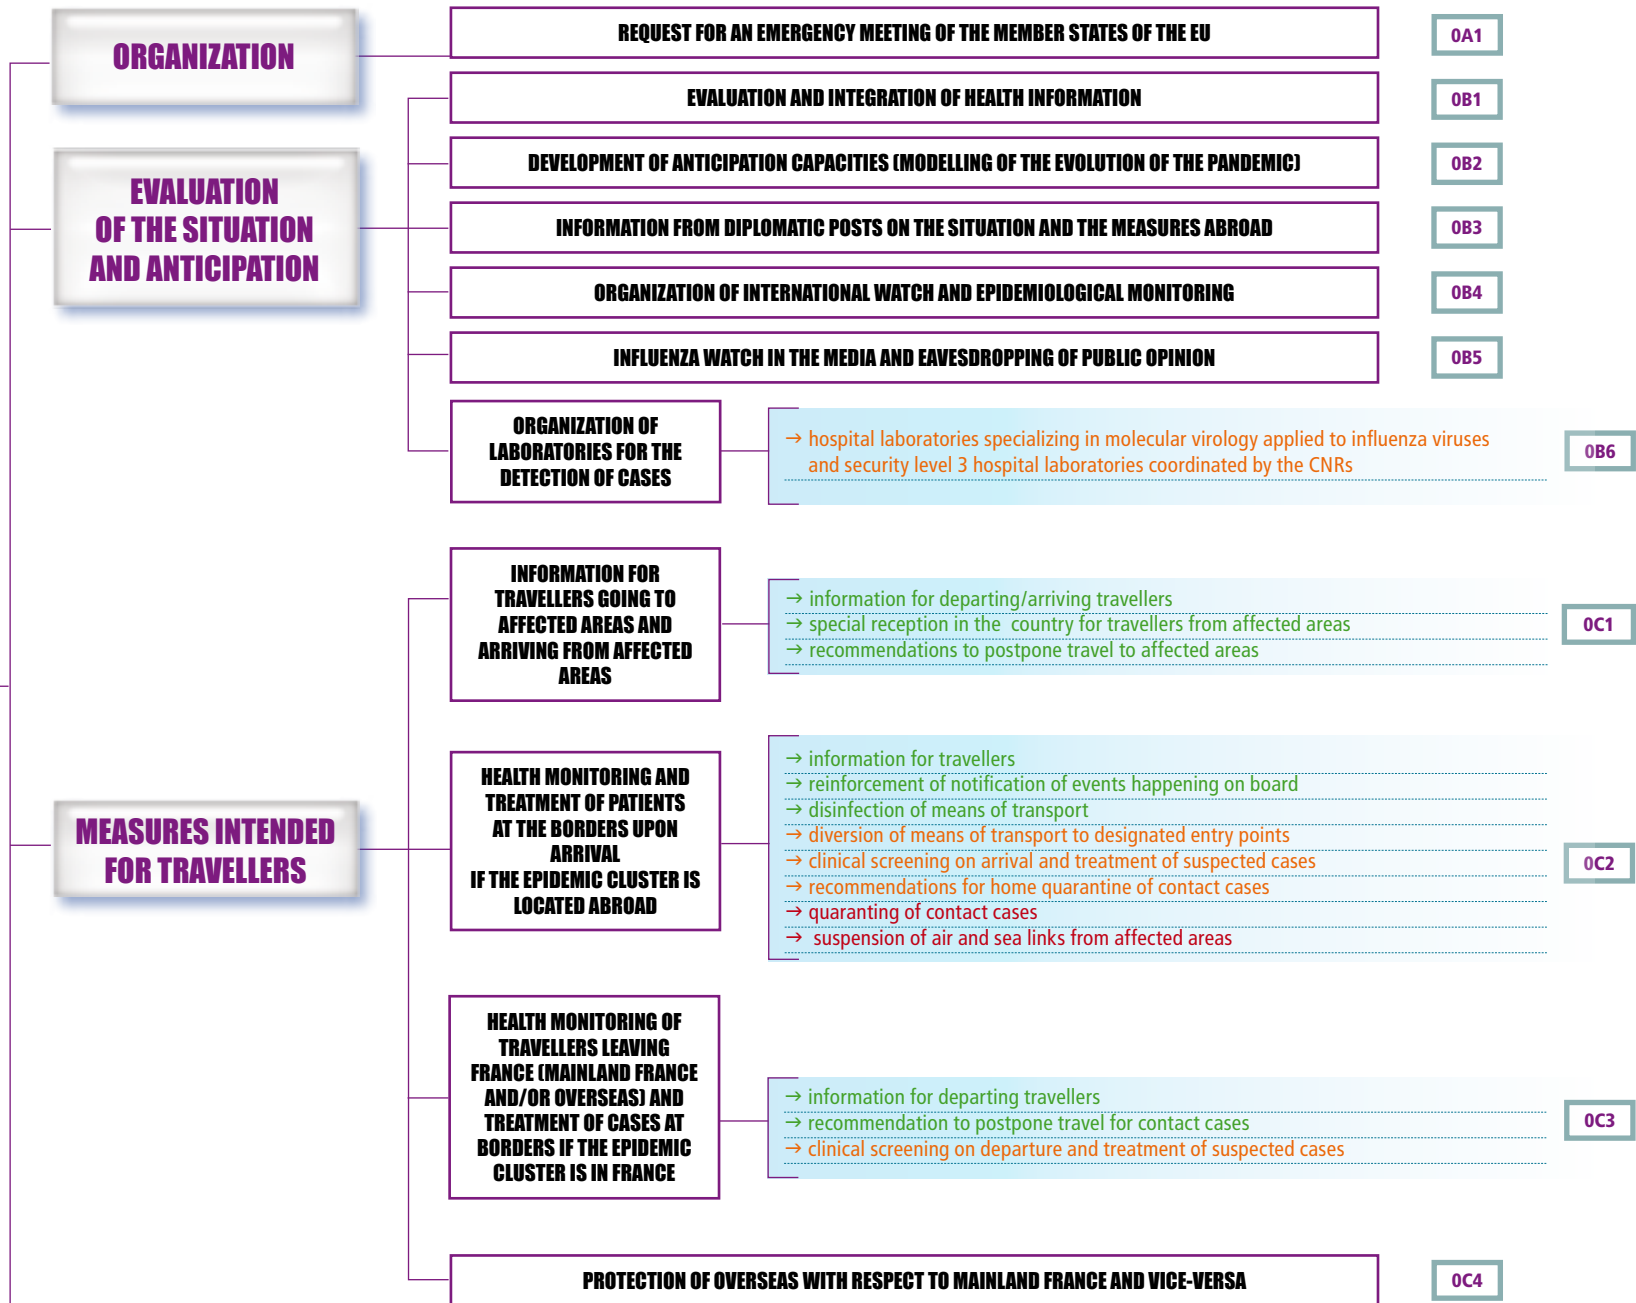 ORGANIZATION
REQUEST FOR AN EMERGENCY MEETING OF THE MEMBER STATES OF THE EU
0A1
EVALUATION
OF THE SITUATION
AND ANTICIPATION
EVALUATION AND INTEGRATION OF HEALTH INFORMATION
0B1
DEVELOPMENT OF ANTICIPATION CAPACITIES (MODELLING OF THE EVOLUTION OF THE PANDEMIC)
0B2
INFORMATION FROM DIPLOMATIC POSTS ON THE SITUATION AND THE MEASURES ABROAD
0B3
ORGANIZATION OF INTERNATIONAL WATCH AND EPIDEMIOLOGICAL MONITORING
0B4
INFLUENZA WATCH IN THE MEDIA AND EAVESDROPPING OF PUBLIC OPINION
0B5
ORGANIZATION OF
LABORATORIES FOR THE
DETECTION OF CASES
→ hospital laboratories specializing in molecular virology applied to influenza viruses
and security level 3 hospital laboratories coordinated by the CNRs
0B6
MEASURES INTENDED
FOR TRAVELLERS
INFORMATION FOR
TRAVELLERS GOING TO
AFFECTED AREAS AND
ARRIVING FROM AFFECTED
AREAS
→ information for departing/arriving travellers
→ special reception in the country for travellers from affected areas
→ recommendations to postpone travel to affected areas
0C1
HEALTH MONITORING AND
TREATMENT OF PATIENTS
AT THE BORDERS UPON
ARRIVAL
IF THE EPIDEMIC CLUSTER IS
LOCATED ABROAD
→ information for travellers
→ reinforcement of notification of events happening on board
→ disinfection of means of transport
→ diversion of means of transport to designated entry points
→ clinical screening on arrival and treatment of suspected cases
→ recommendations for home quarantine of contact cases
→ quaranting of contact cases
→ suspension of air and sea links from affected areas
0C2
HEALTH MONITORING OF
TRAVELLERS LEAVING
FRANCE (MAINLAND FRANCE
AND/OR OVERSEAS) AND
TREATMENT OF CASES AT
BORDERS IF THE EPIDEMIC
CLUSTER IS IN FRANCE
→ information for departing travellers
→ recommendation to postpone travel for contact cases
→ clinical screening on departure and treatment of suspected cases
0C3
PROTECTION OF OVERSEAS WITH RESPECT TO MAINLAND FRANCE AND VICE-VERSA
0C4